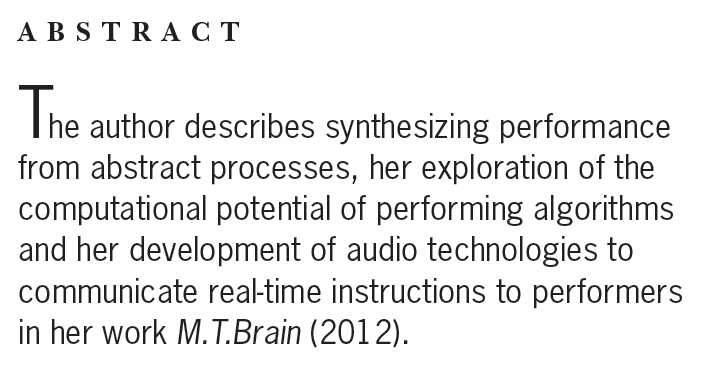 ABSTRACT
The author describes synthesizing performance
from abstract processes, her exploration of the
computational potential of performing algorithms
and her development of audio technologies to
communicate real-time instructions to performers
in her work M.T.Brain (2012).